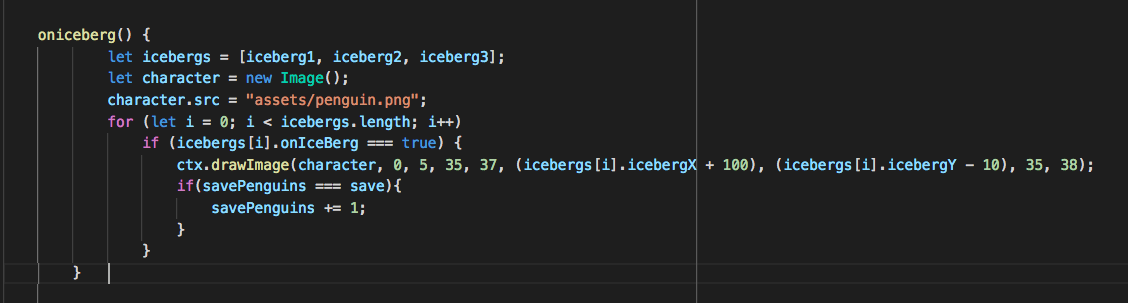 oniceberg() {
let icebergs = [iceberg1, iceberg2, iceberg3];
let character = new Image();
character.src = "assets/penguin.png";
for (let i = 0; i < icebergs.length; i++)
if (icebergs[i].onIceBerg === true) {
ctx.drawImage(character, 0, 5, 35, 37, (icebergs[i].icebergX + 100), (icebergs[i].icebergY - 10), 35, 38);
if(savePenguins === save){
savePenguins += 1;
}
}
}